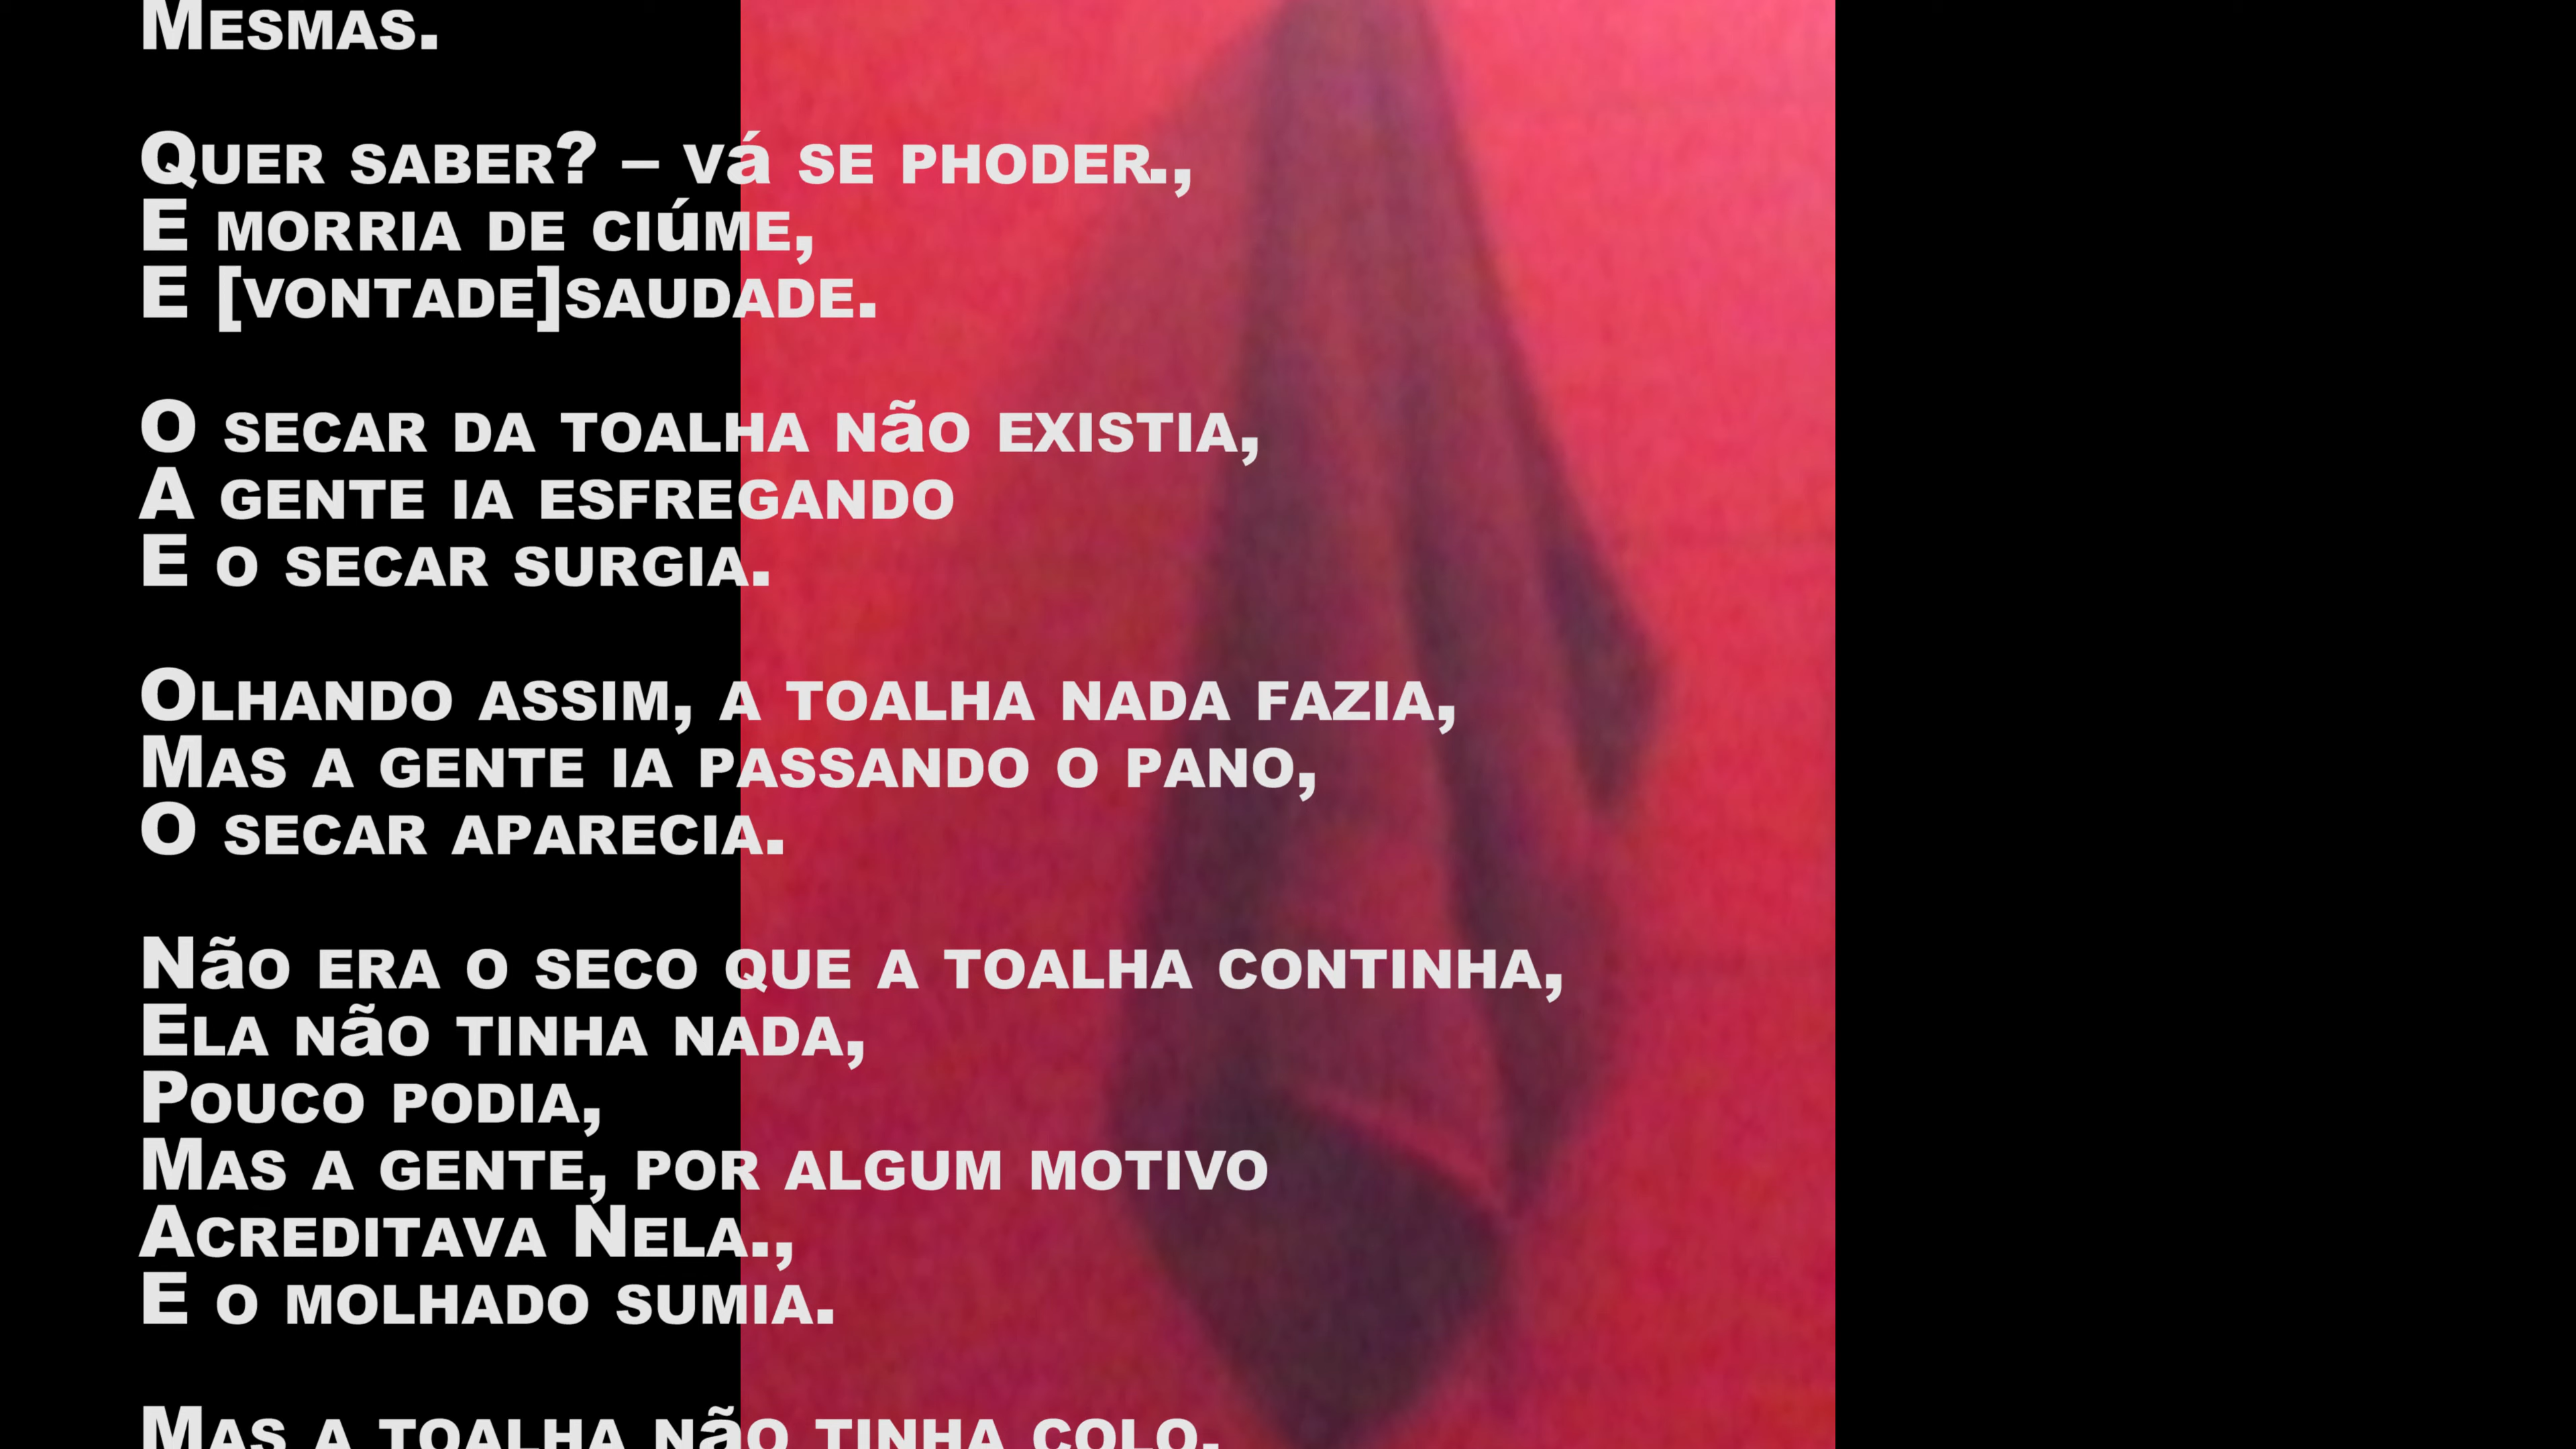 Mesmas.
Quer saber? – vá se phoder.,
E morria de ciúme,
E [vontade]saudade.
O secar da toalha não existia,
A gente ia esfregando
E o secar surgia.
Olhando assim, a toalha nada fazia,
Mas a gente ia passando o pano,
O secar aparecia.
Não era o seco que a toalha continha,
Ela não tinha nada,
Pouco podia,
Mas a gente, por algum motivo
Acreditava Nela.,
E o molhado sumia.
Mas a toalha não tinha colo,